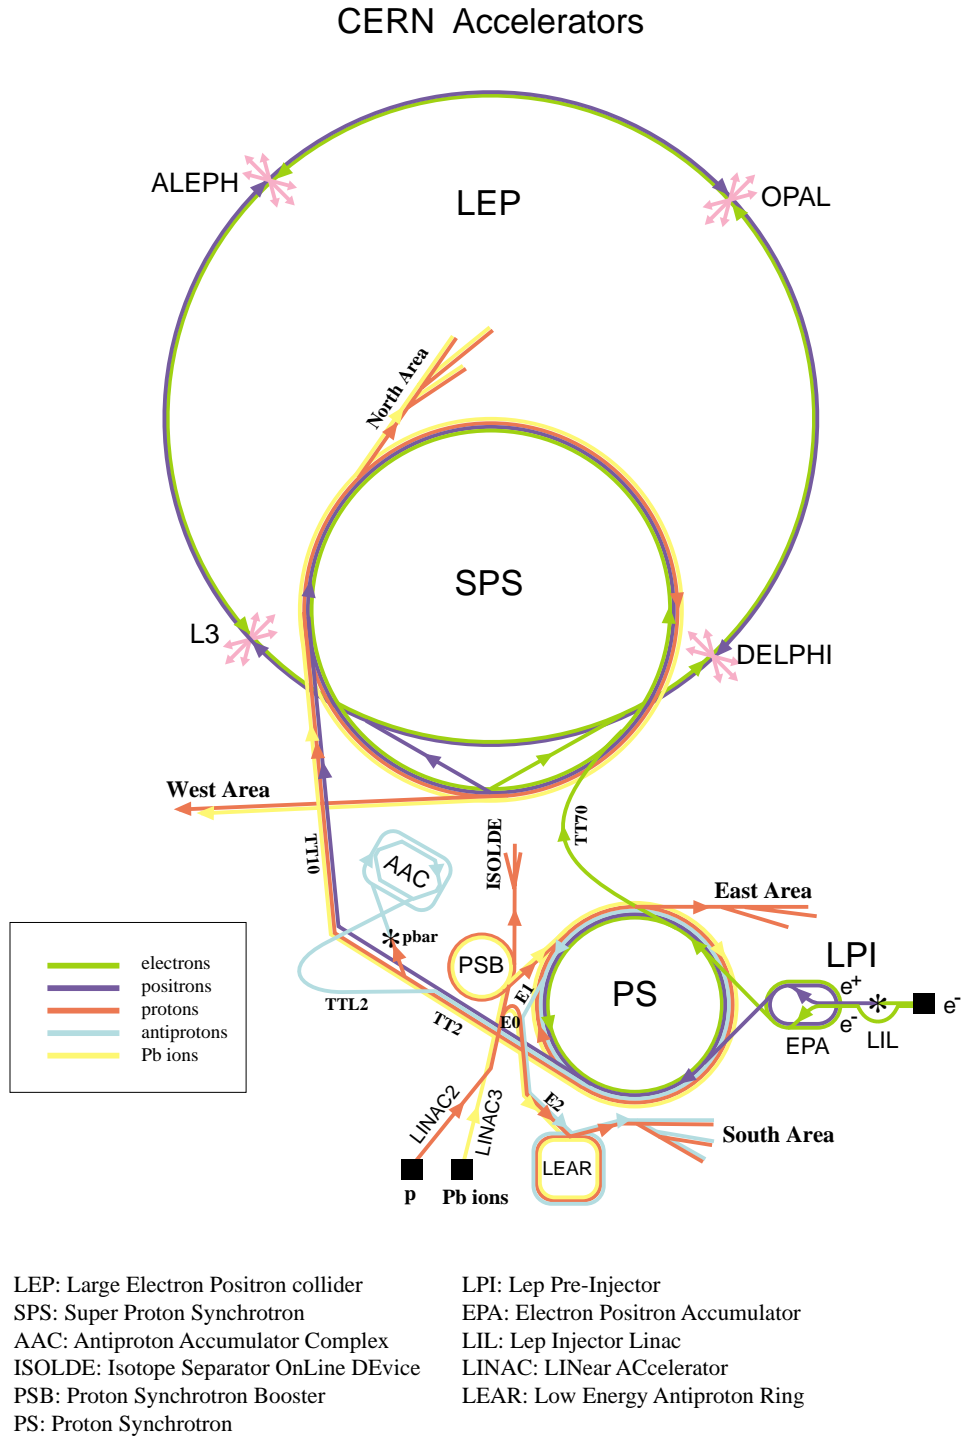 CERN Accelerators
ALEPH
LEP
OPAL
North Area
SPS
L3
DELPHI
West Area
TT70
TT10
AAC
ISOLDE
East Area
pbar
PSB
LPI
electrons
positrons
protons
antiprotons
Pb ions
TTL2
TT2
E1
E0
PS
e+
e-
e-
EPA
LIL
LINAC2
LINAC3
E2
South Area
LEAR
p
Pb ions
LEP: Large Electron Positron collider
SPS: Super Proton Synchrotron
AAC: Antiproton Accumulator Complex
ISOLDE: Isotope Separator OnLine DEvice
PSB: Proton Synchrotron Booster
PS: Proton Synchrotron
LPI: Lep Pre-Injector
EPA: Electron Positron Accumulator
LIL: Lep Injector Linac
LINAC: LINear ACcelerator
LEAR: Low Energy Antiproton Ring